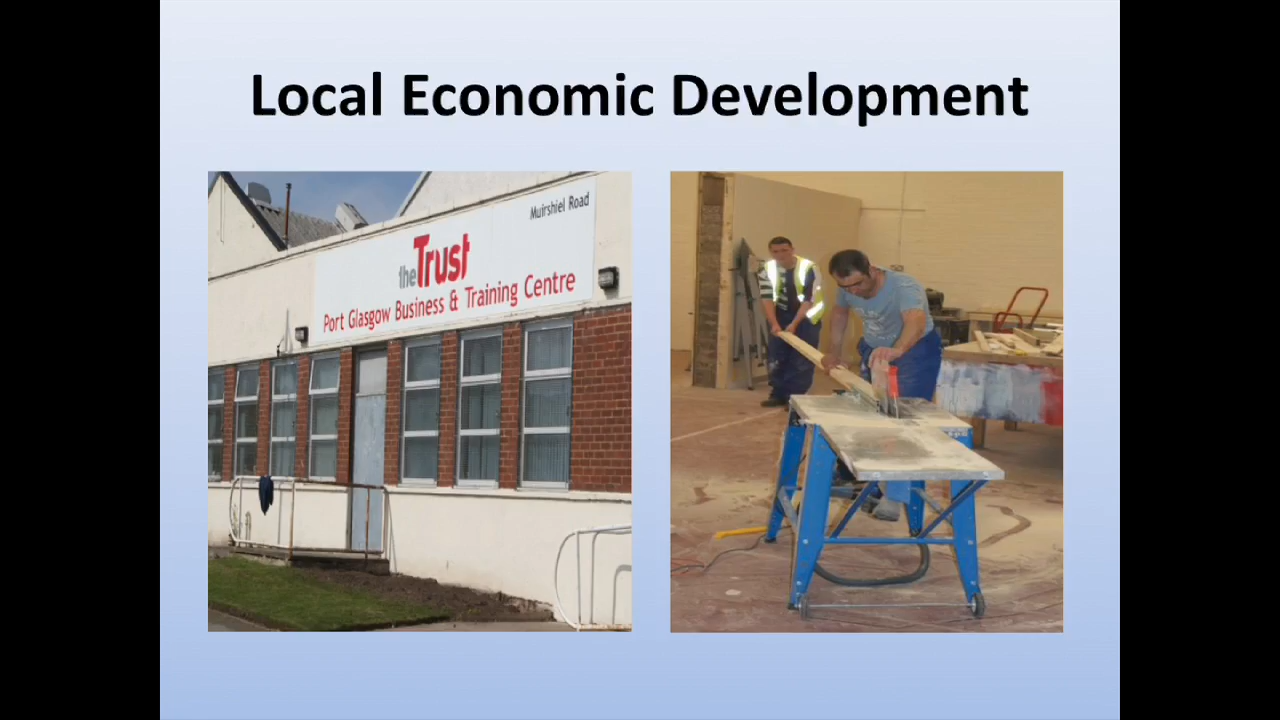 Local Economic Development
Muirshiel Road
the Trust
Port Glasgow Business & Training Centre